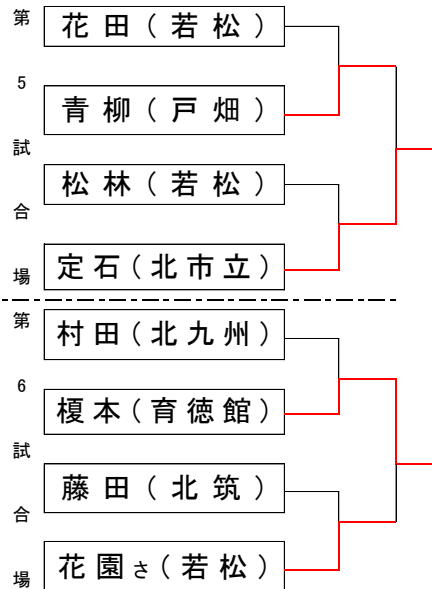 第5試合場
花田（若松）
青柳（戸畑）
松林（若松）
定石（北市立）
第6試合場
村田（北九州）
榎本（育徳館）
藤田（北筑）
花園さ（若松）